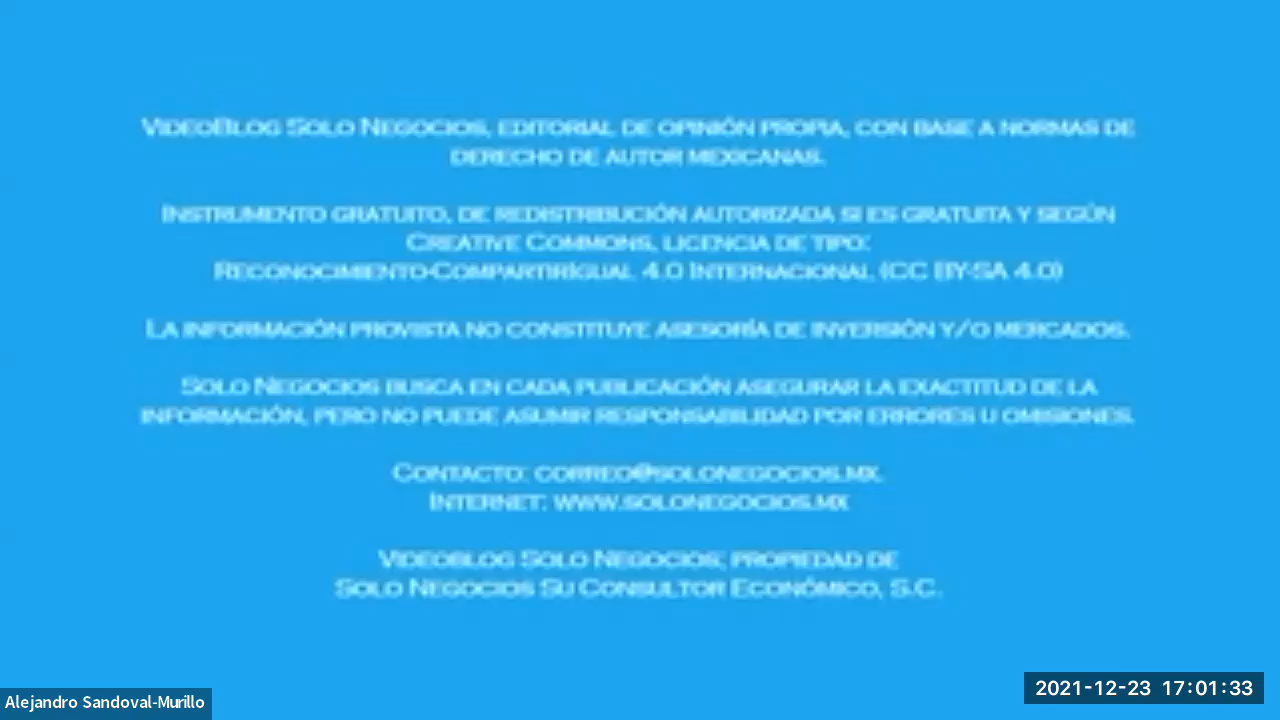 VideoBlog Solo Negocios, editorial de opinión propia, con base a normas de
derecho de autor mexicanas.
Instrumento gratuito, de redistribución autorizada si es gratuita y según
Creative Commons, licencia de tipo:
Reconocimiento-CompartirIgual 4.0 Internacional (CC BY-SA 4.0)
La información provista no constituye asesoría de inversión y/o mercados.
Solo Negocios busca en cada publicación asegurar la exactitud de la
información, pero no puede asumir responsabilidad por errores u omisiones.
Contacto: correo@solonegocios.mx.
Internet: www.solonegocios.mx
Videoblog Solo Negocios; propiedad de
Solo Negocios Su Consultor Económico, S.C.
Alejandro Sandoval-Murillo
2021-12-23 17:01:33